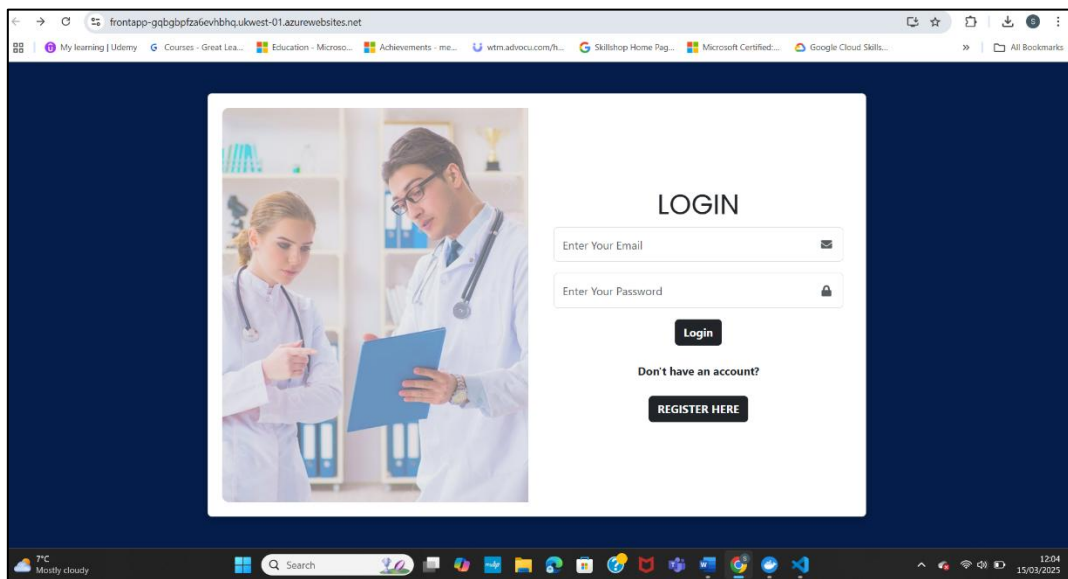 frontapp-gqbgbpfza6evhbhq.ukwest-01.azurewebsites.net
My learning | Udemy Courses - Great Lea... Education - Microso... Achievements - me... wtm.advocu.com/h... Skillshop Home Pag... Microsoft Certified:... Google Cloud Skills... » All Bookmarks
LOGIN
Enter Your Email
Enter Your Password
Login
Don't have an account?
REGISTER HERE
7°C
Mostly cloudy
Search
12:04
15/03/2025